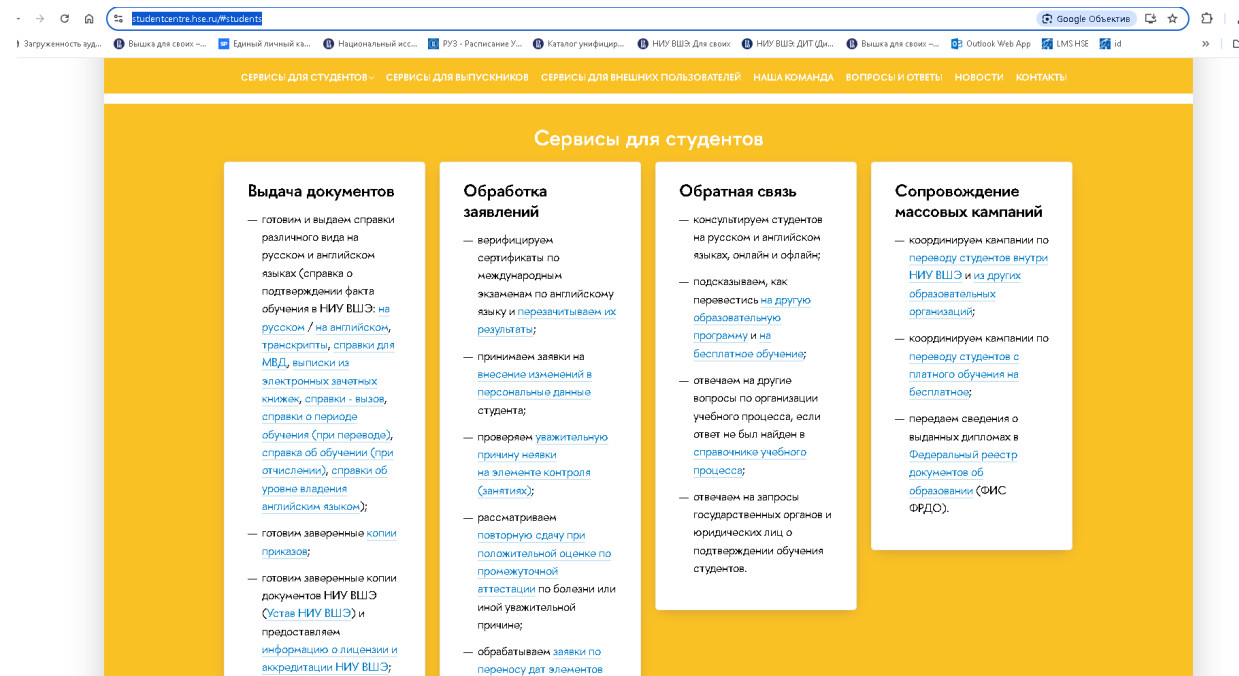 studentcentre.hse.ru/#students
Google Объектив
Загруженность ауд...
Вышка для своих –...
Единый личный ка...
Национальный исс...
РУЗ - Расписание У...
Каталог унифицир...
НИУ ВШЭ: Для своих
НИУ ВШЭ: ДИТ (Ди...
Вышка для своих –...
Outlook Web App
LMS HSE
id
»
СЕРВИСЫ ДЛЯ СТУДЕНТОВ
СЕРВИСЫ ДЛЯ ВЫПУСКНИКОВ
СЕРВИСЫ ДЛЯ ВНЕШНИХ ПОЛЬЗОВАТЕЛЕЙ
НАША КОМАНДА
ВОПРОСЫ И ОТВЕТЫ
НОВОСТИ
КОНТАКТЫ
Сервисы для студентов
Выдача документов
— готовим и выдаем справки
различного вида на
русском и английском
языках (справка о
подтверждении факта
обучения в НИУ ВШЭ: на
русском / на английском,
транскрипты, справки для
МВД, выписки из
электронных зачетных
книжек, справки - вызов,
справки о периоде
обучения (при переводе),
справка об обучении (при
отчислении), справки об
уровне владения
английским языком);
— готовим заверенные копии
приказов;
— готовим заверенные копии
документов НИУ ВШЭ
(Устав НИУ ВШЭ) и
предоставляем
информацию о лицензии и
аккредитации НИУ ВШЭ;
Обработка
заявлений
— верифицируем
сертификаты по
международным
экзаменам по английскому
языку и перезачитываем их
результаты;
— принимаем заявки на
внесение изменений в
персональные данные
студента;
— проверяем уважительную
причину неявки
на элементе контроля
(занятиях);
— рассматриваем
повторную сдачу при
положительной оценке по
промежуточной
аттестации по болезни или
иной уважительной
причине;
— обрабатываем заявки по
переносу дат элементов
Обратная связь
— консультируем студентов
на русском и английском
языках, онлайн и офлайн;
— подсказываем, как
перевестись на другую
образовательную
программу и на
бесплатное обучение;
— отвечаем на другие
вопросы по организации
учебного процесса, если
ответ не был найден в
справочнике учебного
процесса;
— отвечаем на запросы
государственных органов и
юридических лиц о
подтверждении обучения
студентов.
Сопровождение
массовых кампаний
— координируем кампании по
переводу студентов внутри
НИУ ВШЭ и из других
образовательных
организаций;
— координируем кампании по
переводу студентов с
платного обучения на
бесплатное;
— передаем сведения о
выданных дипломах в
Федеральный реестр
документов об
образовании (ФИС
ФРДО).